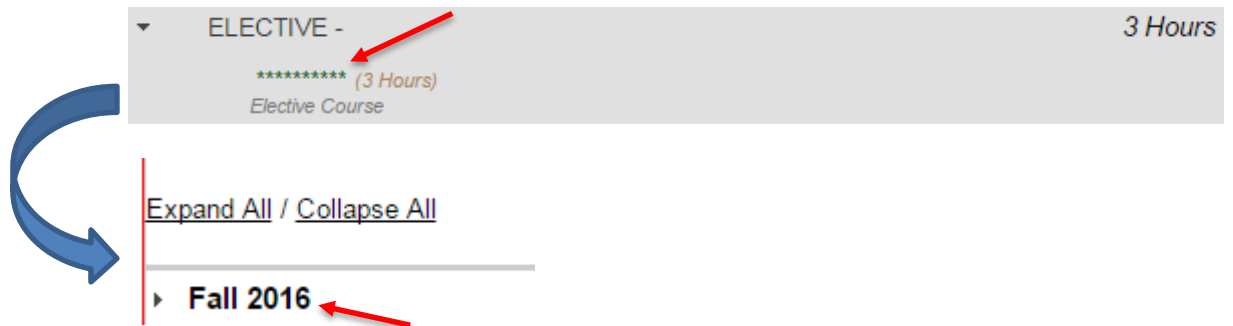 ELECTIVE - 3 Hours
********** (3 Hours)
Elective Course
Expand All / Collapse All
Fall 2016